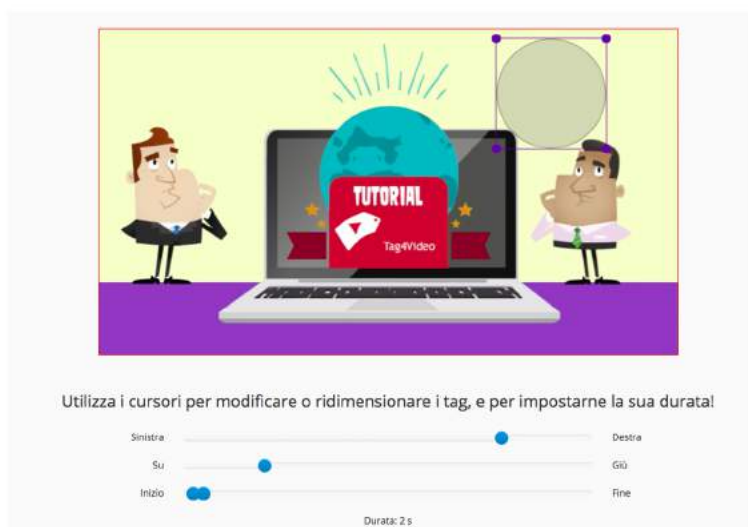 TUTORIAL
Tag4Video
Utilizza i cursori per modificare o ridimensionare i tag, e per impostarne la sua durata!
Sinistra Destra
Su Giù
Inizio Fine
Durata: 2 s